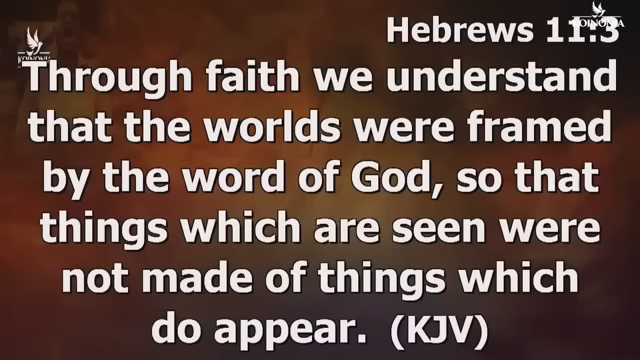 KOINONIA
Hebrews 11:3
Through faith we understand
that the worlds were framed
by the word of God, so that
things which are seen were
not made of things which
do appear. (KJV)